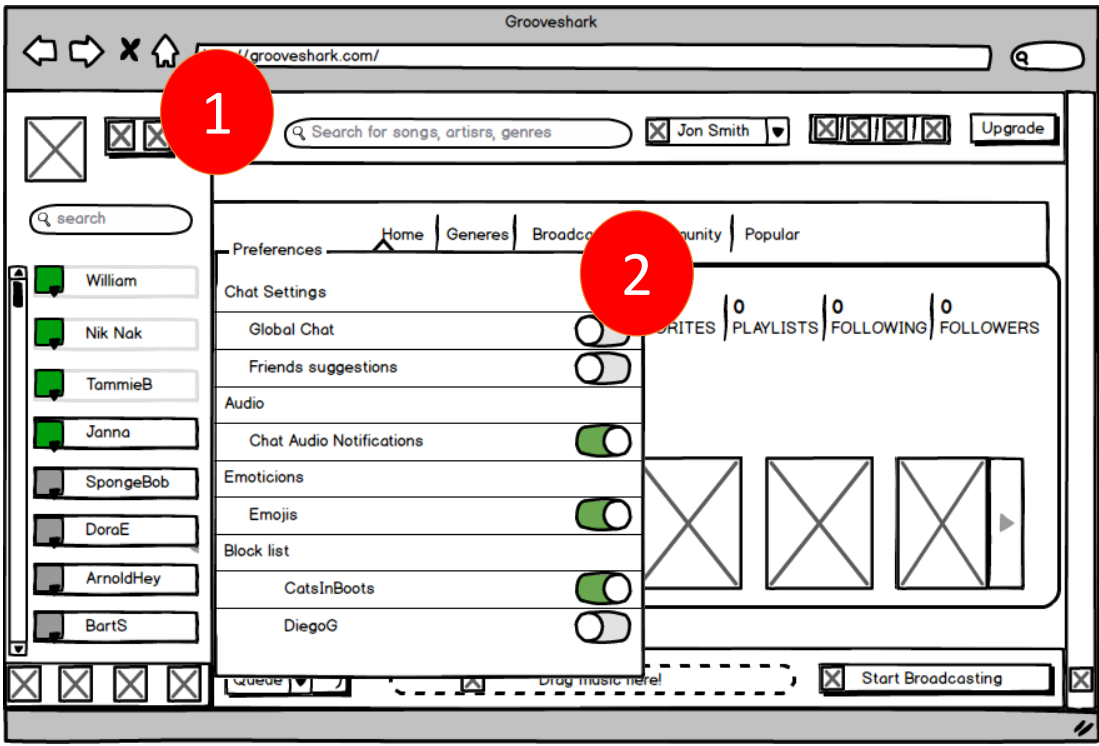 Grooveshark
//grooveshark.com/
1
Search for songs, artisrs, genres
Jon Smith
Upgrade
search
Home
Generes
Broadca
unity
Popular
2
William
Nik Nak
TammieB
Janna
SpongeBob
DoraE
ArnoldHey
BartS
Preferences
Chat Settings
Global Chat
Friends suggestions
Audio
Chat Audio Notifications
Emoticions
Emojis
Block list
CatsInBoots
DiegoG
ORITES
0
PLAYLISTS
0
FOLLOWING
0
FOLLOWERS
Queue
Drag music here!
Start Broadcasting